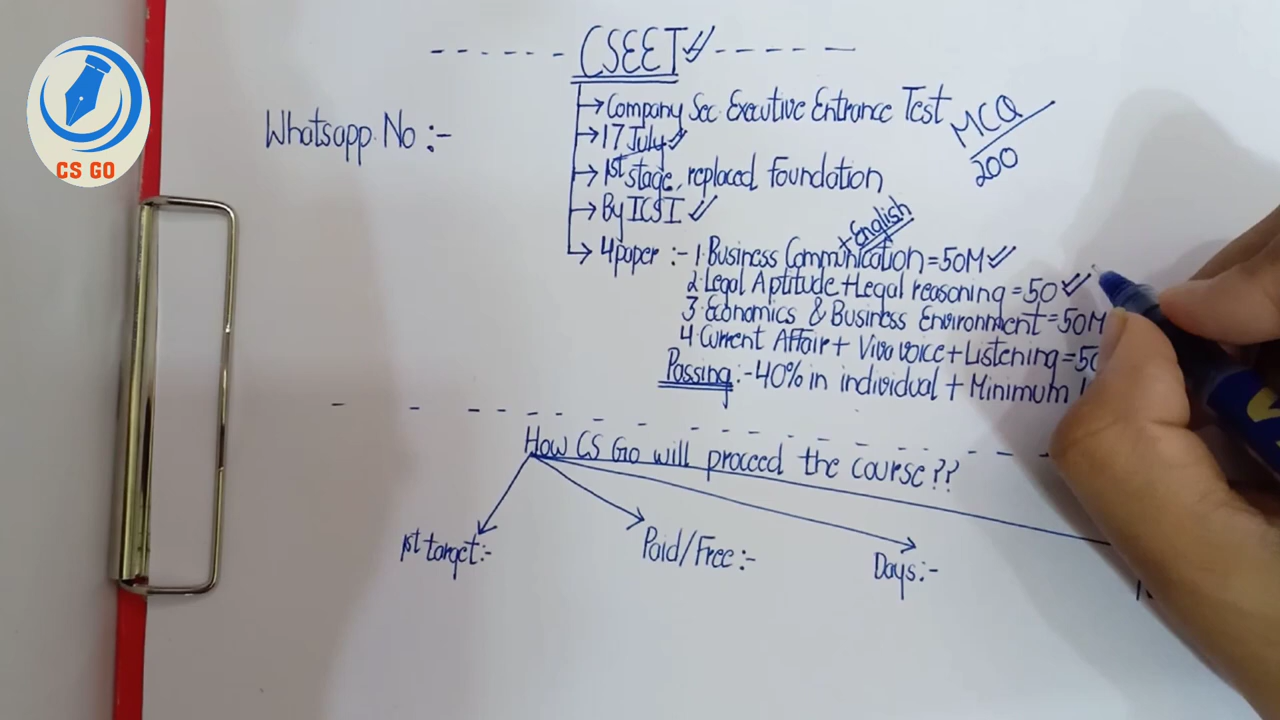 CS GO
CSEET
Whatsapp No :-
Company Sec. Executive Entrance Test
MCQ
200
17 July
1st stage, replaced Foundation
By ICSI
+ English
4 paper :- 1. Business Communication = 50M
2. Legal Aptitude + Legal reasoning = 50
3. Economics & Business Environment = 50M
4. Current Affair + Viva voice + Listening = 50
Passing :- 40% in individual + Minimum
How CS Go will proceed the course ??
1st target :-
Paid/Free :-
Days :-